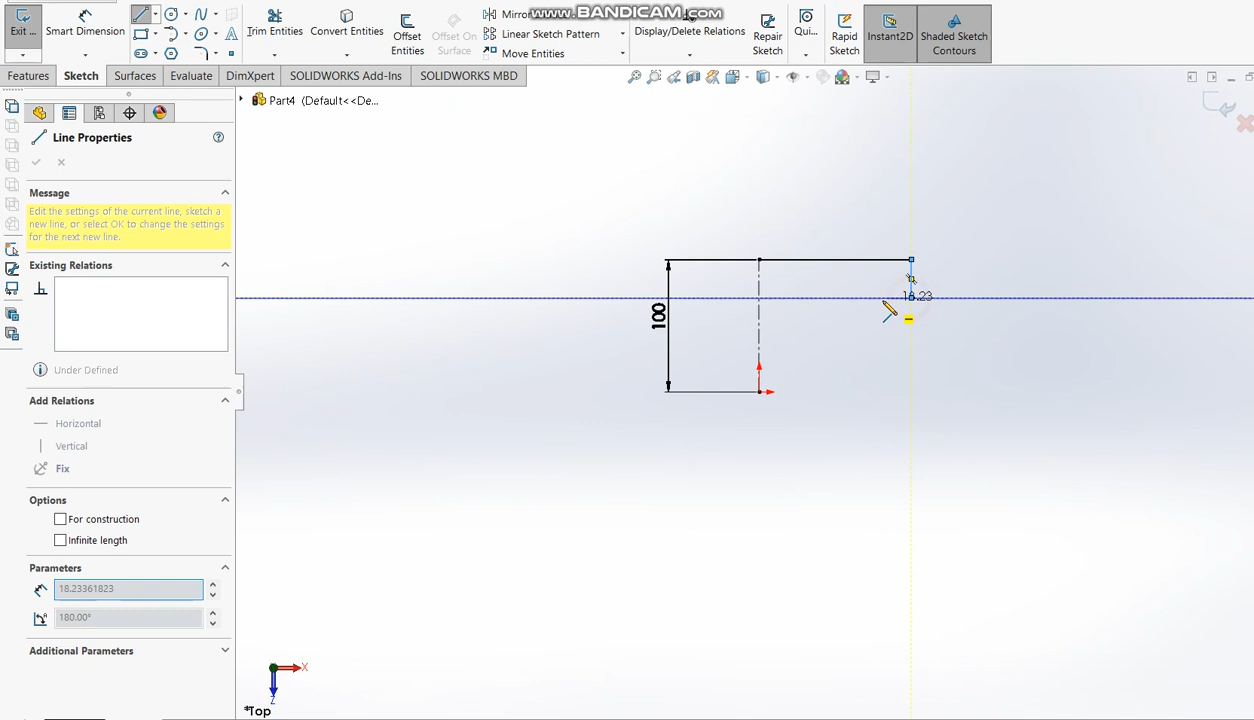 www.BANDICAM.com
Exit ... Smart Dimension Trim Entities Convert Entities Offset Entities Offset On Surface
Mirror
Linear Sketch Pattern
Move Entities
Display/Delete Relations Repair Sketch Qui... Rapid Sketch Instant2D Shaded Sketch Contours
Features Sketch Surfaces Evaluate DimXpert SOLIDWORKS Add-Ins SOLIDWORKS MBD
Part4 (Default<<De...
Line Properties
Message
Edit the settings of the current line, sketch a
new line, or select OK to change the settings
for the next new line.
Existing Relations
Under Defined
Add Relations
Horizontal
Vertical
Fix
Options
For construction
Infinite length
Parameters
18.23361823
180.00°
Additional Parameters
100
X
Z
*Top